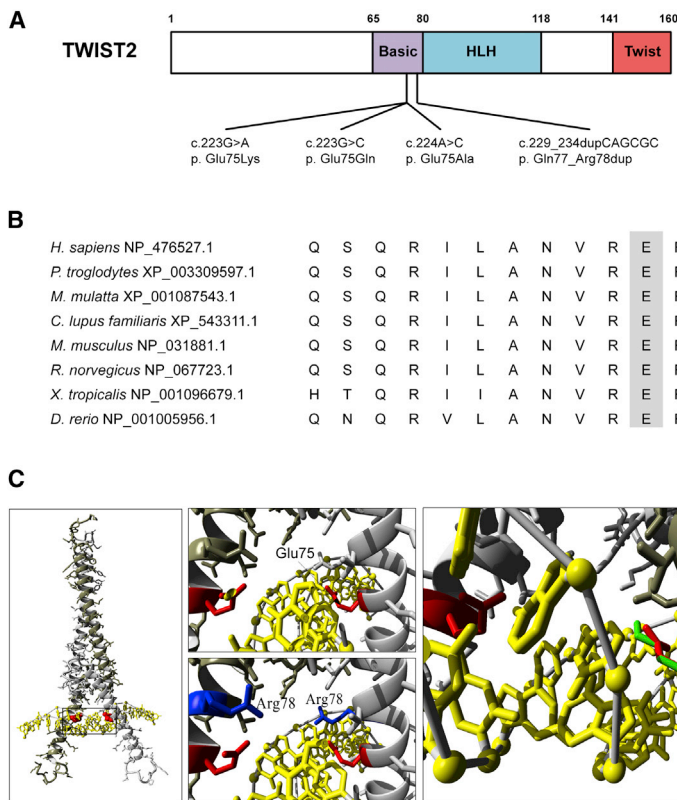 A
1 65 80 118 141 160
TWIST2 Basic HLH Twist
c.223G>A c.223G>C c.224A>C c.229_234dupCAGCGC
p. Glu75Lys p. Glu75Gln p. Glu75Ala p. Gln77_Arg78dup
B
H. sapiens NP_476527.1 Q S Q R I L A N V R E
P. troglodytes XP_003309597.1 Q S Q R I L A N V R E
M. mulatta XP_001087543.1 Q S Q R I L A N V R E
C. lupus familiaris XP_543311.1 Q S Q R I L A N V R E
M. musculus NP_031881.1 Q S Q R I L A N V R E
R. norvegicus NP_067723.1 Q S Q R I L A N V R E
X. tropicalis NP_001096679.1 H T Q R I I A N V R E
D. rerio NP_001005956.1 Q N Q R V L A N V R E
C
Glu75
Arg78 Arg78